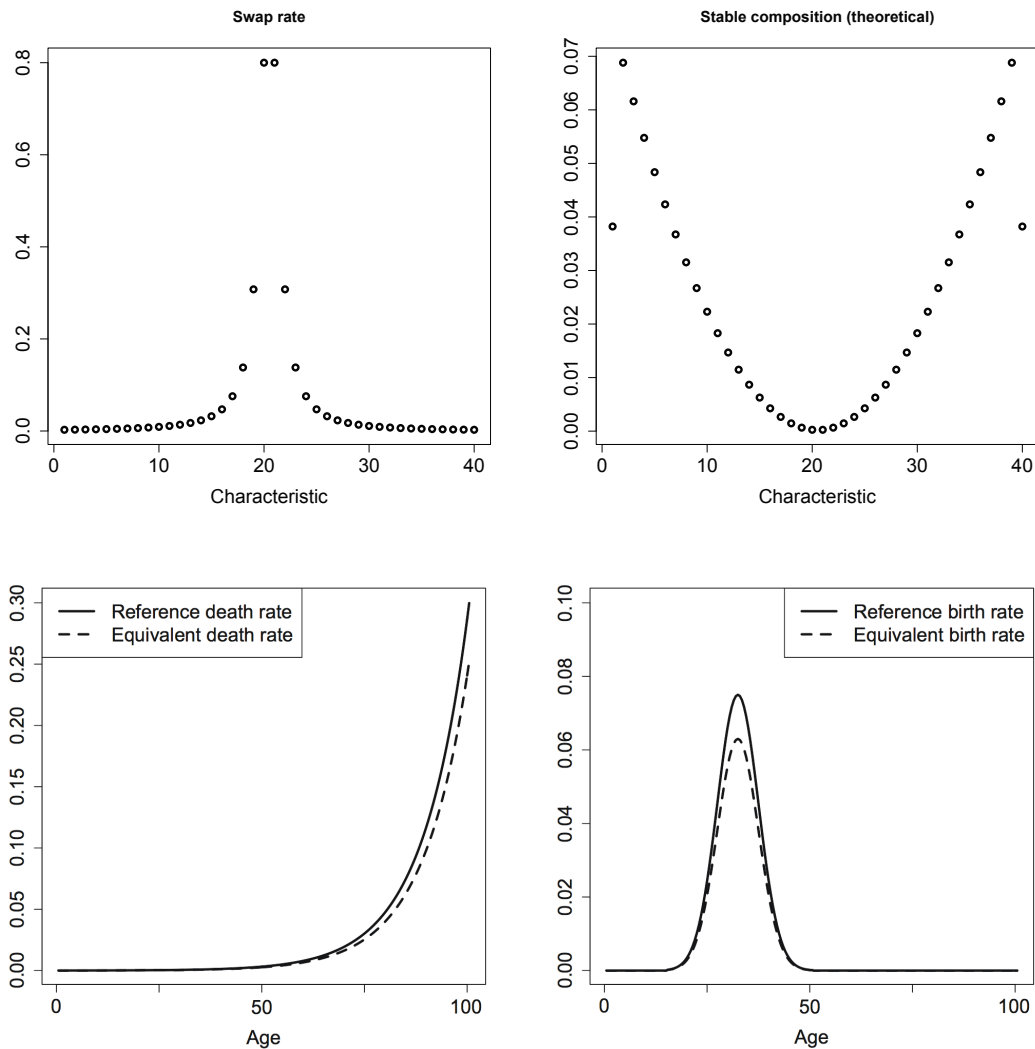 Swap rate
0.8
0.6
0.4
0.2
0.0
0 10 20 30 40
Characteristic
Stable composition (theoretical)
0.07
0.06
0.05
0.04
0.03
0.02
0.01
0.00
0 10 20 30 40
Characteristic
Reference death rate
Equivalent death rate
0.30
0.25
0.20
0.15
0.10
0.05
0.00
0 50 100
Age
Reference birth rate
Equivalent birth rate
0.10
0.08
0.06
0.04
0.02
0.00
0 50 100
Age